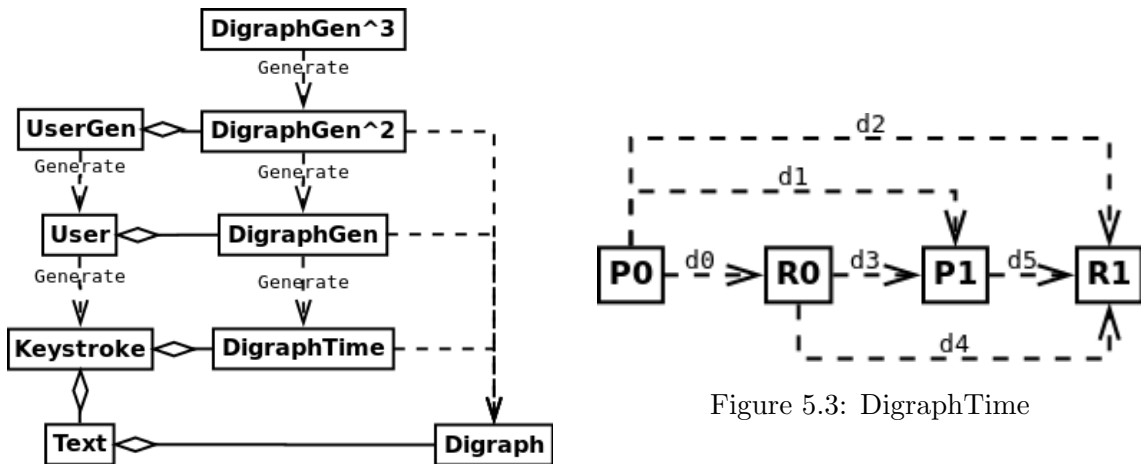 DigraphGen^3
Generate
UserGen
DigraphGen^2
Generate
Generate
User
DigraphGen
Generate
Generate
Keystroke
DigraphTime
Text
Digraph
d2
d1
P0
d0
R0
d3
P1
d5
R1
d4
Figure 5.3: DigraphTime